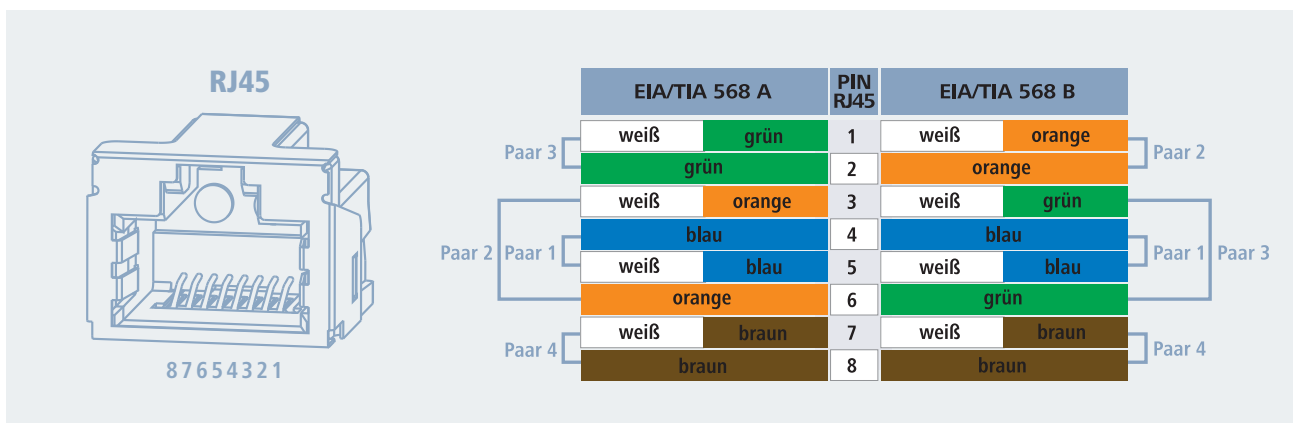 RJ45
87654321
EIA/TIA 568 A PIN RJ45 EIA/TIA 568 B
weiß grün 1 weiß orange
Paar 3 Paar 2
grün 2 orange
weiß orange 3 weiß grün
blau 4 blau
Paar 2 Paar 1 Paar 1 Paar 3
weiß blau 5 weiß blau
orange 6 grün
weiß braun 7 weiß braun
Paar 4 Paar 4
braun 8 braun